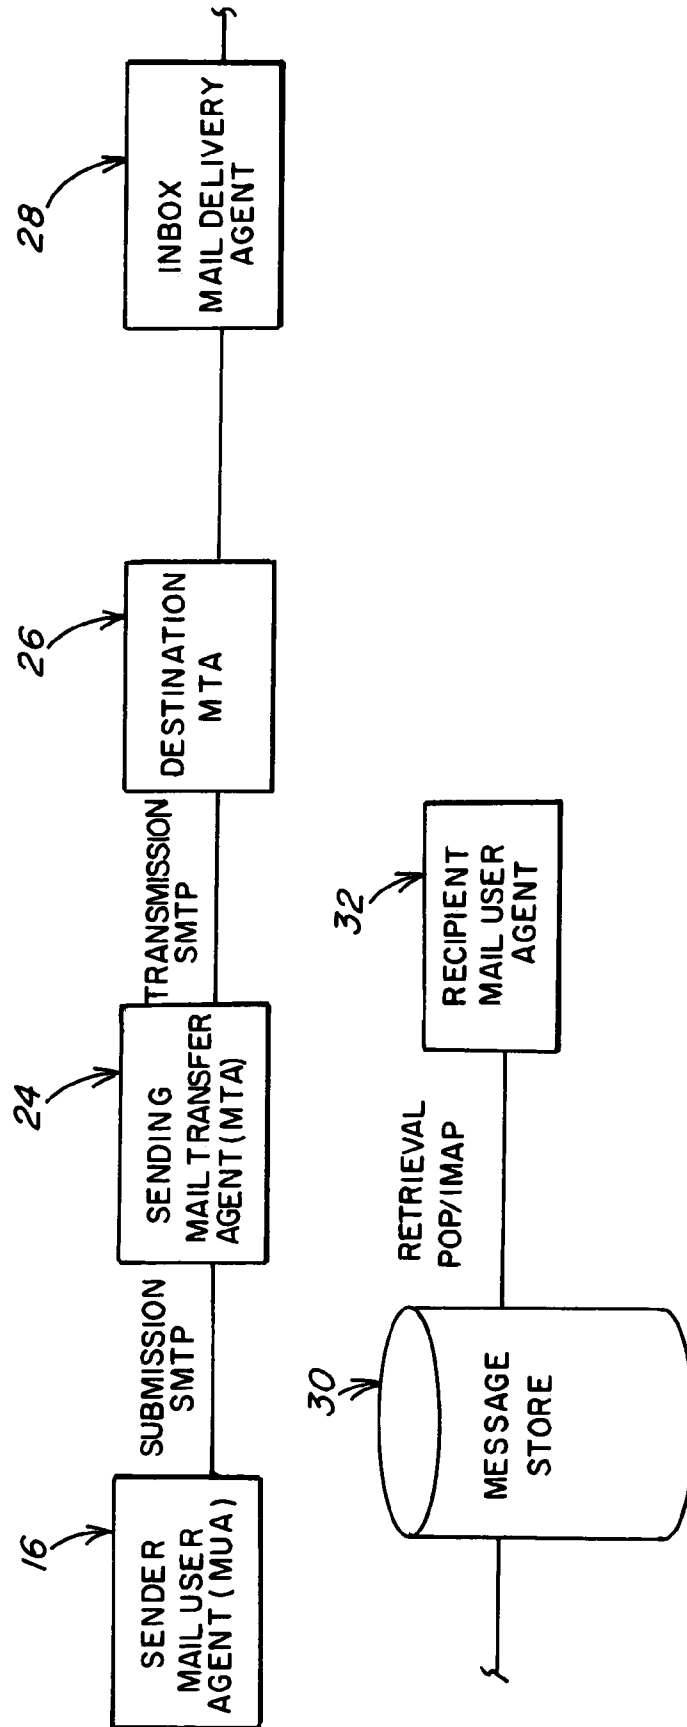 16
SENDER
MAIL USER
AGENT (MUA)
SUBMISSION
SMTP
24
SENDING
MAIL TRANSFER
AGENT (MTA)
TRANSMISSION
SMTP
26
DESTINATION
MTA
28
INBOX
MAIL DELIVERY
AGENT
30
MESSAGE
STORE
RETRIEVAL
POP/IMAP
32
RECIPIENT
MAIL USER
AGENT